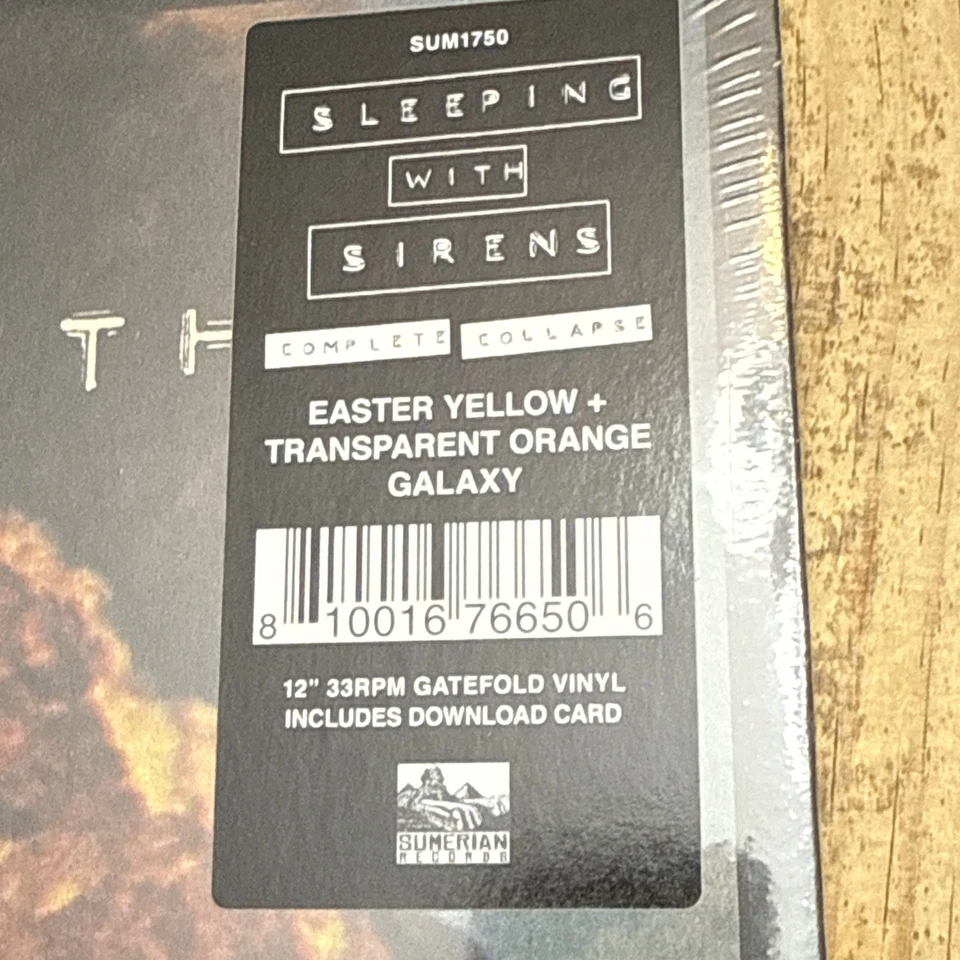 SUM1750
SLEEPING
WITH
SIRENS
TH
COMPLETE COLLAPSE
EASTER YELLOW +
TRANSPARENT ORANGE
GALAXY
8 10016 76650 6
12" 33RPM GATEFOLD VINYL
INCLUDES DOWNLOAD CARD
SUMERIAN
RECORDS